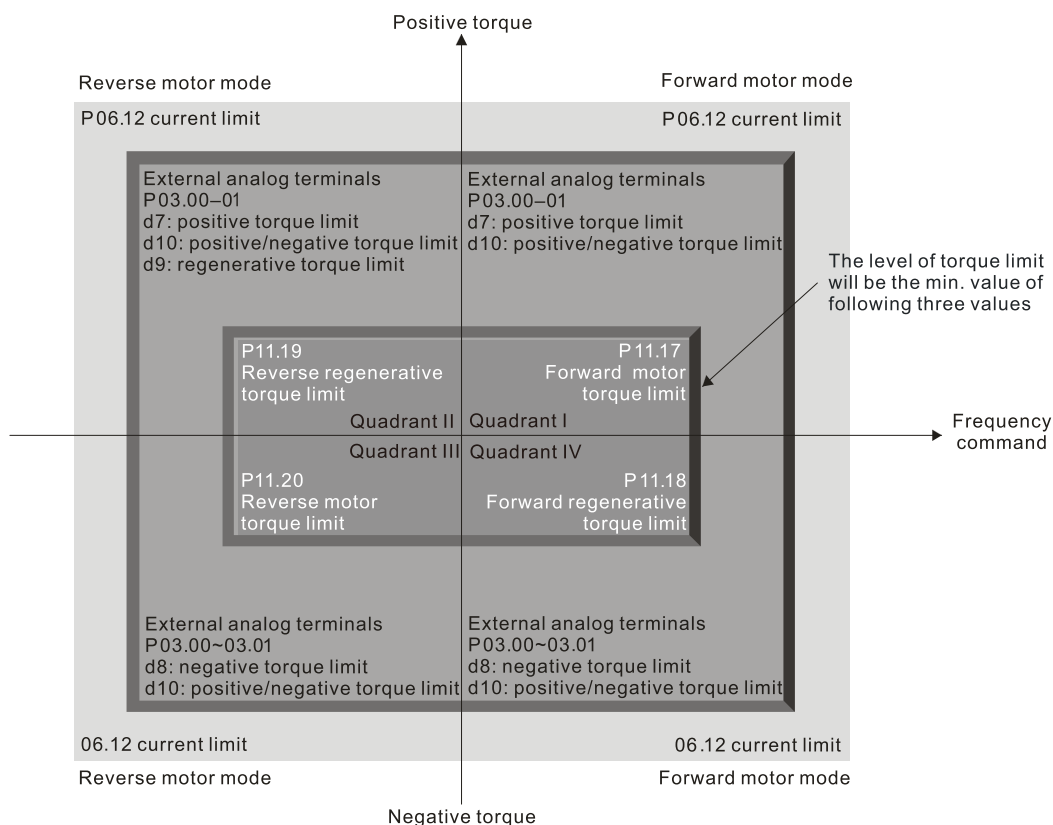 Positive torque
Reverse motor mode
Forward motor mode
P06.12 current limit
P06.12 current limit
External analog terminals
P03.00–01
d7: positive torque limit
d10: positive/negative torque limit
d9: regenerative torque limit
External analog terminals
P03.00–01
d7: positive torque limit
d10: positive/negative torque limit
The level of torque limit
will be the min. value of
following three values
P11.19
Reverse regenerative
torque limit
P11.17
Forward motor
torque limit
Quadrant II
Quadrant I
Frequency
command
Quadrant III
Quadrant IV
P11.20
Reverse motor
torque limit
P11.18
Forward regenerative
torque limit
External analog terminals
P03.00~03.01
d8: negative torque limit
d10: positive/negative torque limit
External analog terminals
P03.00~03.01
d8: negative torque limit
d10: positive/negative torque limit
06.12 current limit
06.12 current limit
Reverse motor mode
Forward motor mode
Negative torque